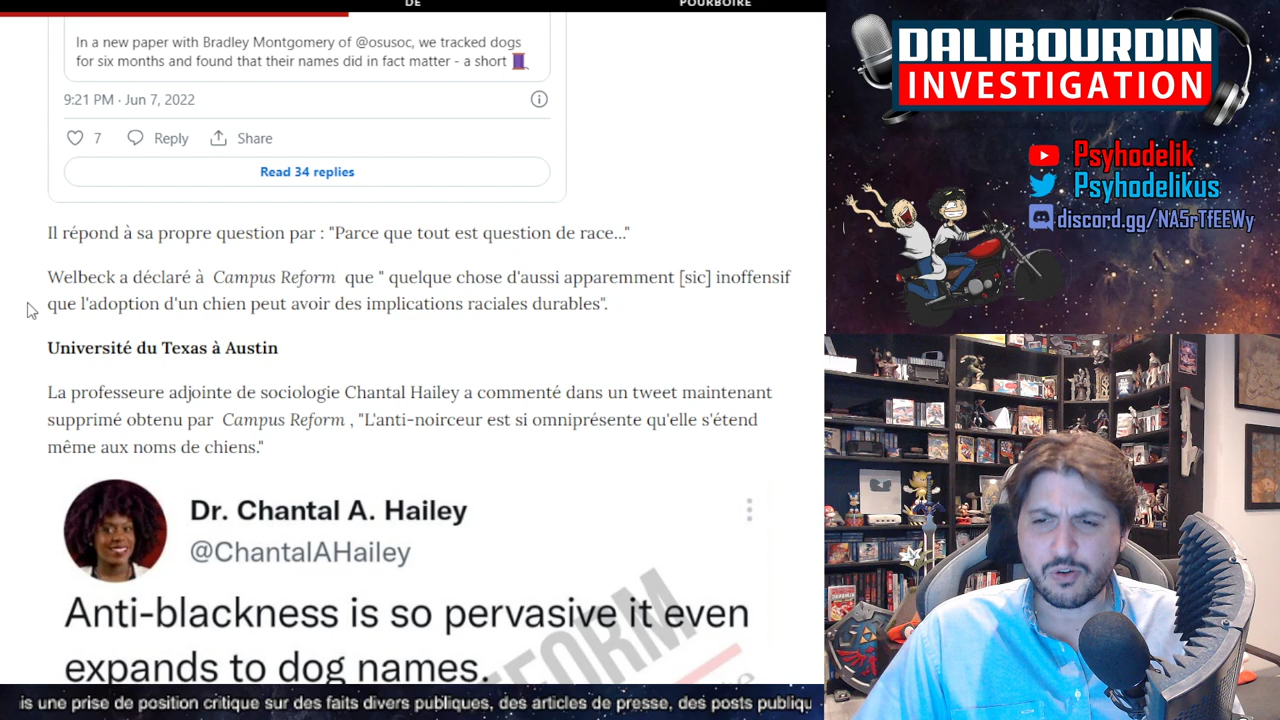 DE
POURBOIRE
In a new paper with Bradley Montgomery of @osusoc, we tracked dogs
for six months and found that their names did in fact matter - a short
9:21 PM · Jun 7, 2022
7 Reply Share
Read 34 replies
Il répond à sa propre question par : "Parce que tout est question de race..."
Welbeck a déclaré à Campus Reform que " quelque chose d'aussi apparemment [sic] inoffensif
que l'adoption d'un chien peut avoir des implications raciales durables".
Université du Texas à Austin
La professeure adjointe de sociologie Chantal Hailey a commenté dans un tweet maintenant
supprimé obtenu par Campus Reform , "L'anti-noirceur est si omniprésente qu'elle s'étend
même aux noms de chiens."
Dr. Chantal A. Hailey
@ChantalAHailey
Anti-blackness is so pervasive it even
expands to dog names.
is une prise de position critique sur des faits divers publiques, des articles de presse, des posts publiqu
DALIBOURDIN
INVESTIGATION
Psyhodelik
Psyhodelikus
discord.gg/NA5rTfEEWy